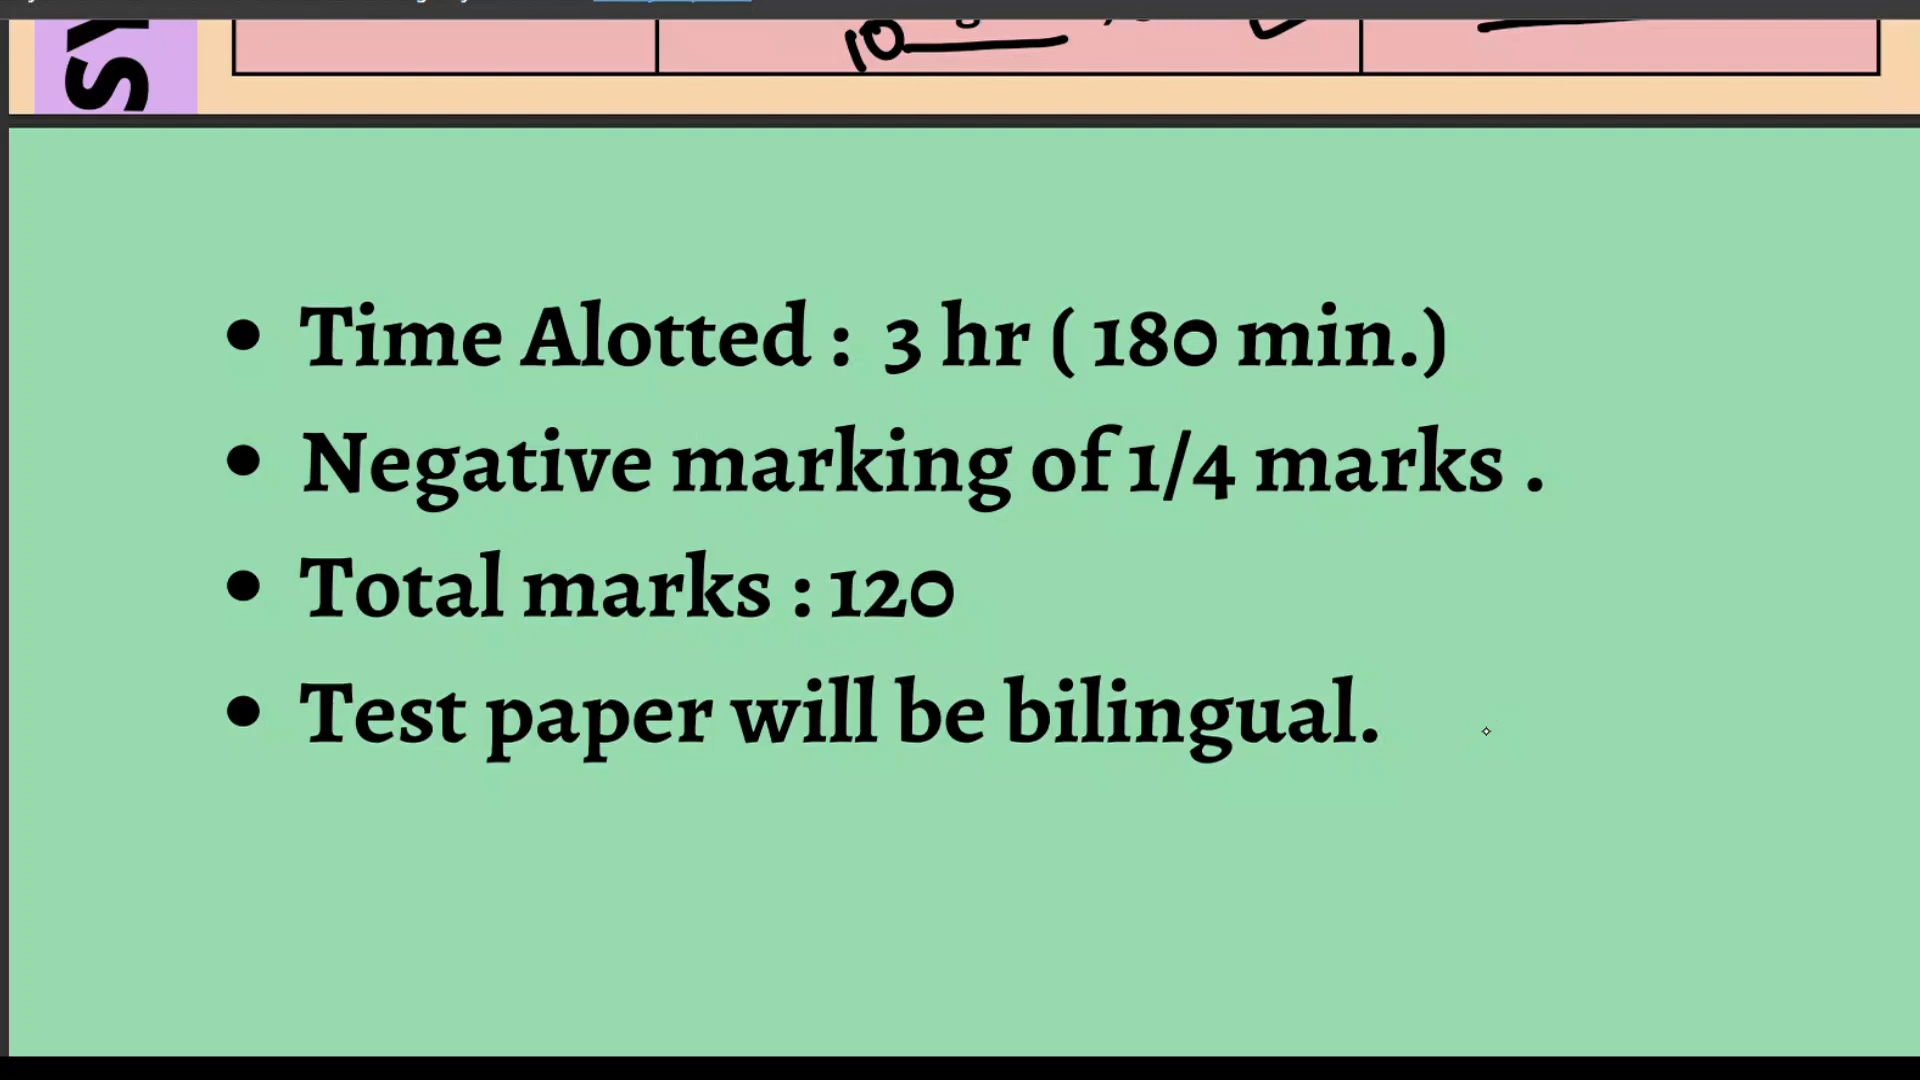 10
• Time Alotted : 3 hr ( 180 min.)
• Negative marking of 1/4 marks .
• Total marks : 120
• Test paper will be bilingual.